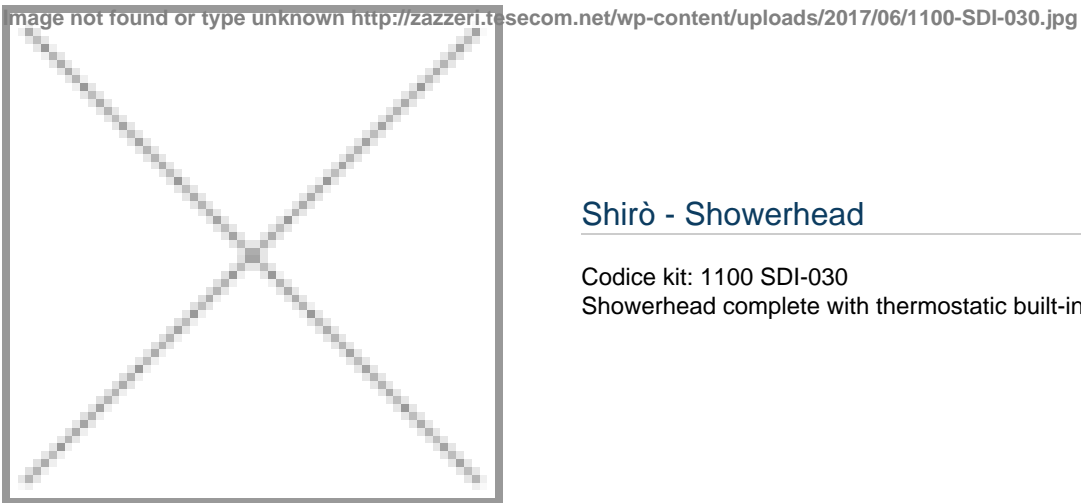 Image not found or type unknown http://zazzeri.tesecom.net/wp-content/uploads/2017/06/1100-SDI-030.jpg
Shirò - Showerhead
Codice kit: 1100 SDI-030
Showerhead complete with thermostatic built-in